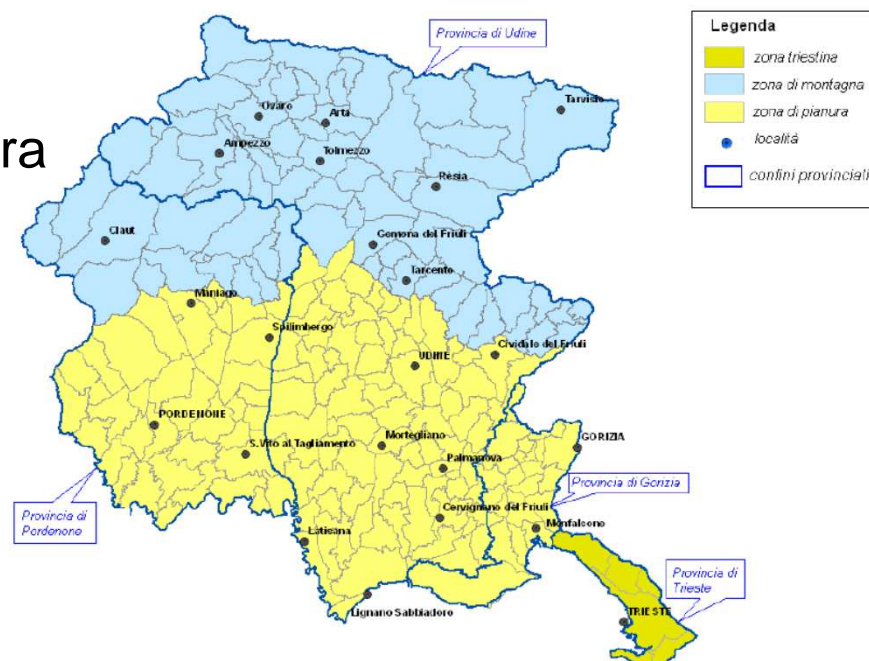 ra
Legenda
zona triestina
zona di montagna
zona di pianura
località
confini provinciali
Provincia di Udine
Tarvisio
Ovaro
Arta
Ampezzo
Tolmezzo
Resia
Claut
Gemona del Friuli
Tarcento
Maniago
Spilimbergo
UDINE
Cividale del Friuli
PORDENONE
S.Vito al Tagliamento
Mortegliano
GORIZIA
Palmanova
Provincia di Gorizia
Provincia di
Pordenone
Cervignano del Friuli
Monfalcone
Latisana
Provincia di
Trieste
Lignano Sabbiadoro
TRIESTE